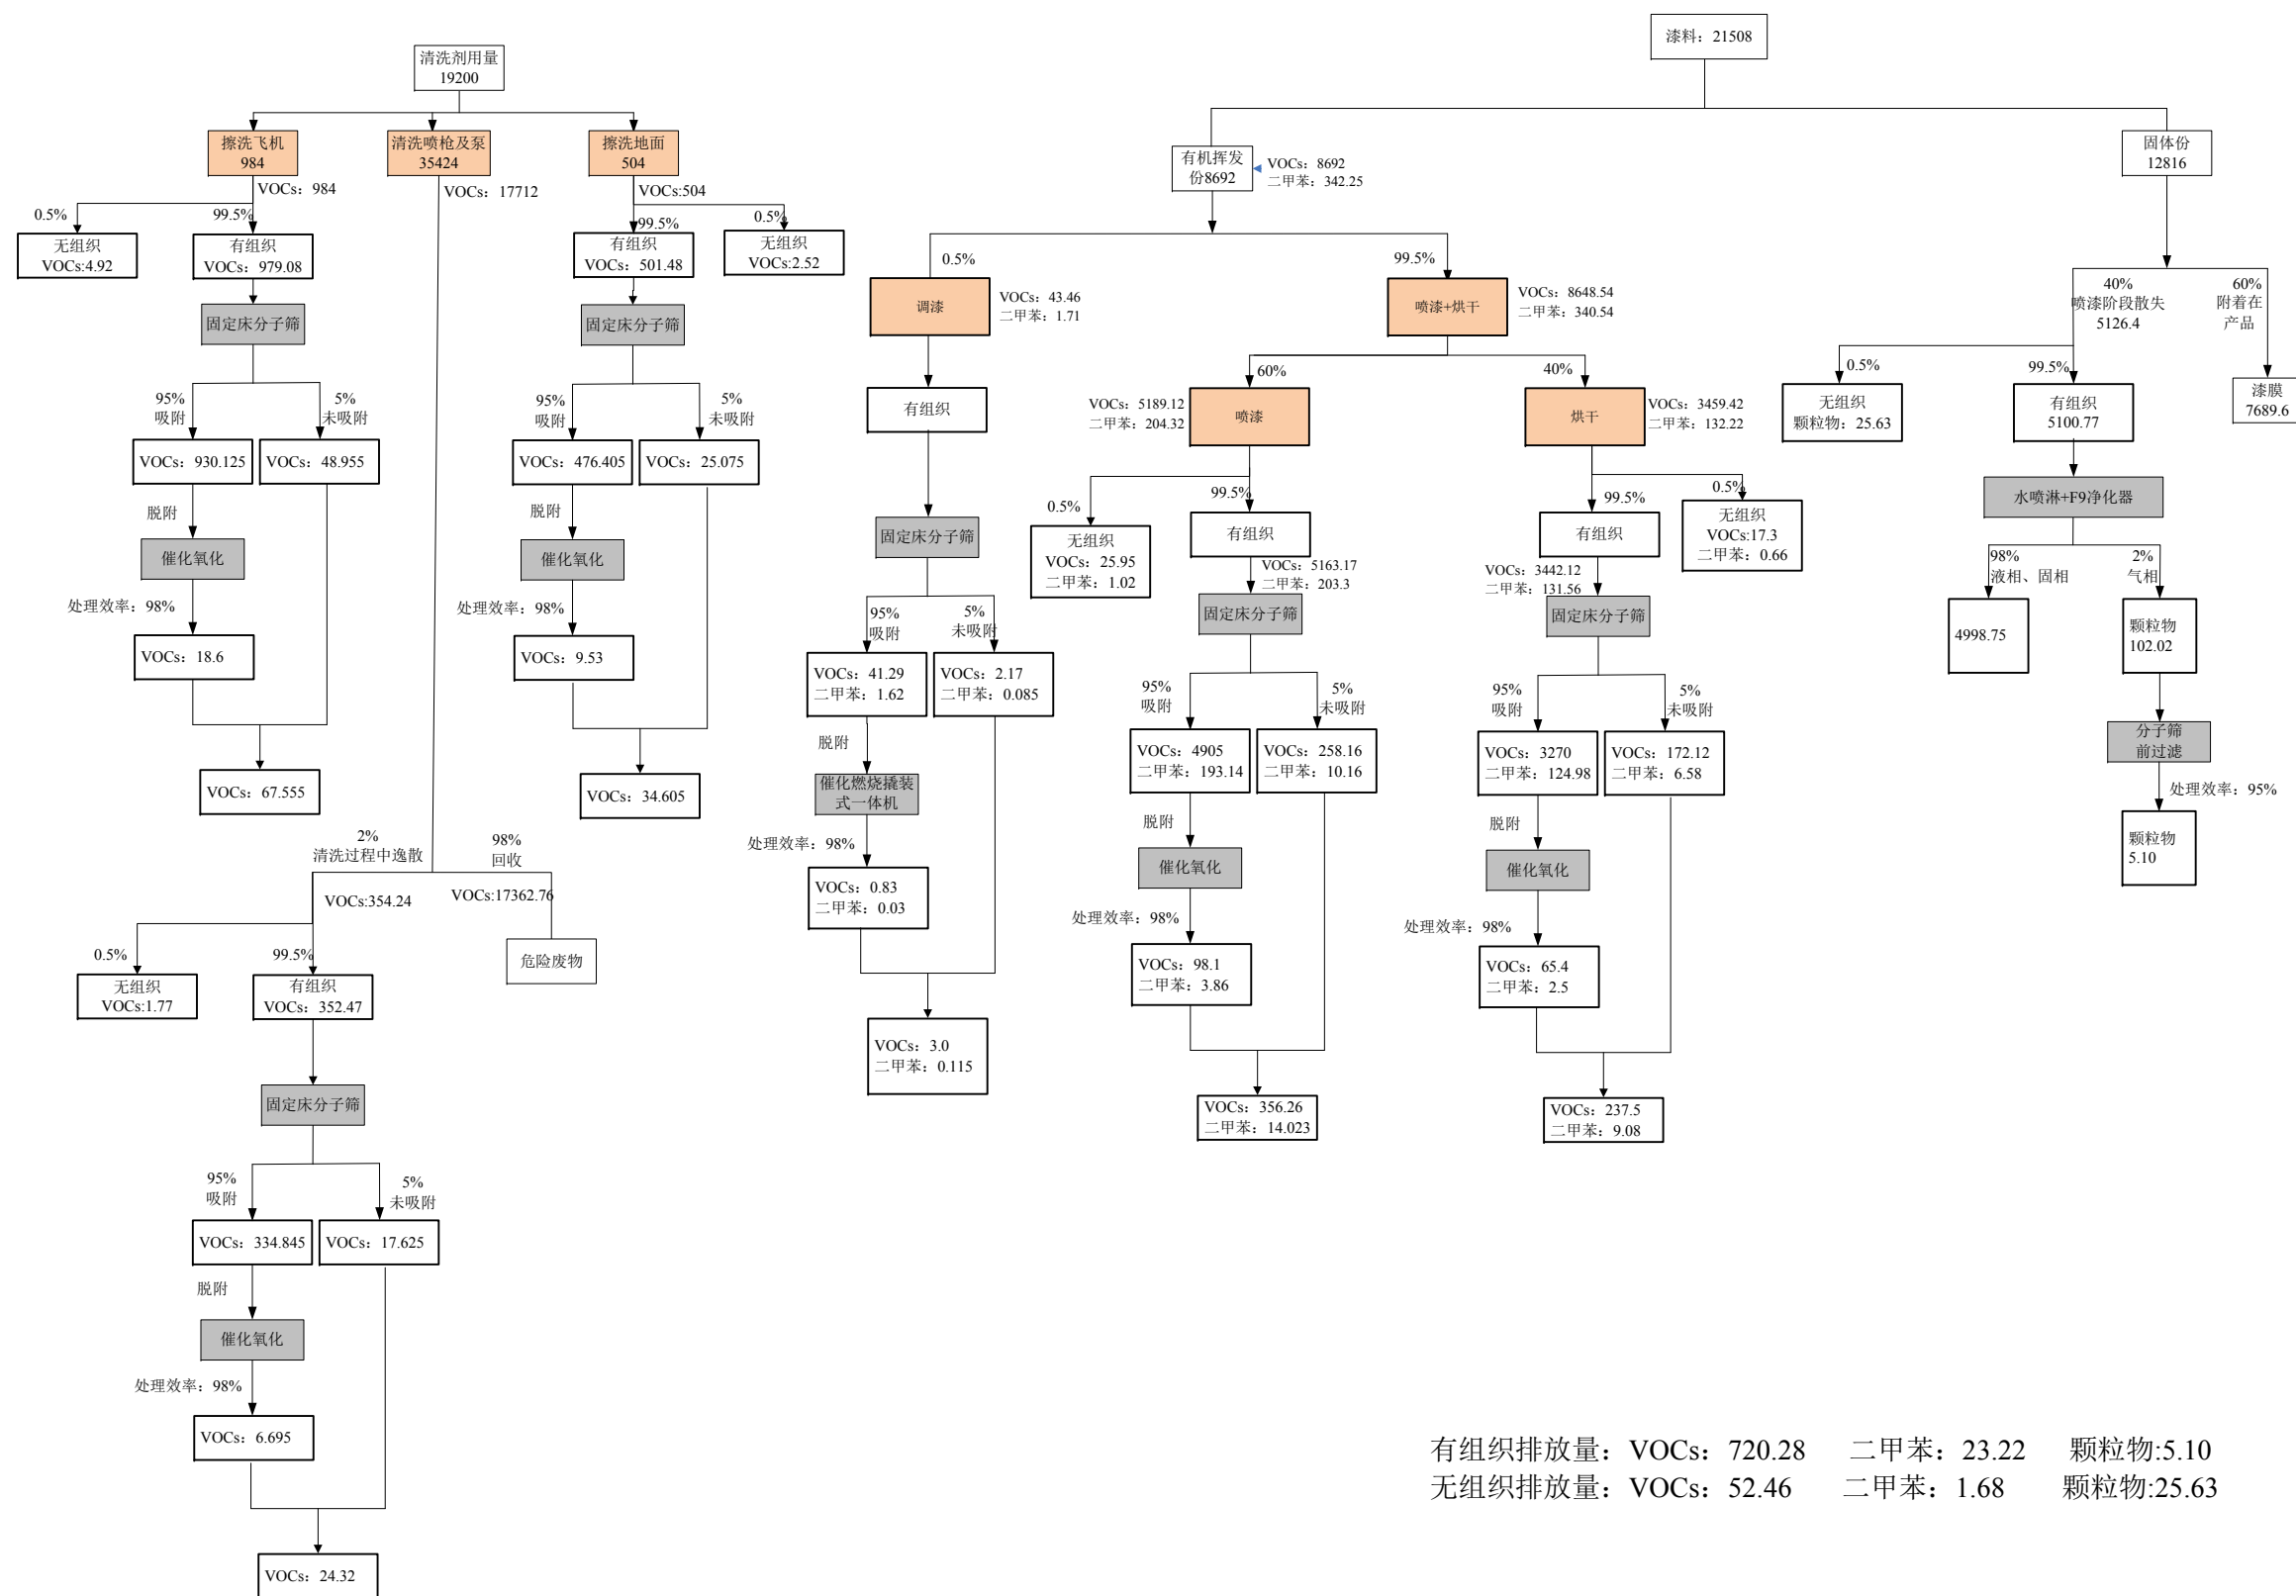 清洗剂用量
19200
擦洗飞机
984
清洗喷枪及泵
35424
擦洗地面
504
VOCs：984
VOCs：17712
VOCs:504
0.5%
99.5%
无组织
VOCs:4.92
有组织
VOCs：979.08
99.5%
0.5%
有组织
VOCs：501.48
无组织
VOCs:2.52
固定床分子筛
95%
吸附
5%
未吸附
VOCs：930.125
VOCs：48.955
脱附
催化氧化
处理效率：98%
VOCs：18.6
VOCs：67.555
固定床分子筛
95%
吸附
5%
未吸附
VOCs：476.405
VOCs：25.075
脱附
催化氧化
处理效率：98%
VOCs：9.53
VOCs：34.605
2%
清洗过程中逸散
98%
回收
VOCs:354.24
VOCs:17362.76
0.5%
99.5%
无组织
VOCs:1.77
有组织
VOCs：352.47
危险废物
固定床分子筛
95%
吸附
5%
未吸附
VOCs：334.845
VOCs：17.625
脱附
催化氧化
处理效率：98%
VOCs：6.695
VOCs：24.32
漆料：21508
有机挥发
份8692
VOCs：8692
二甲苯：342.25
固体份
12816
0.5%
99.5%
调漆
VOCs：43.46
二甲苯：1.71
喷漆+烘干
VOCs：8648.54
二甲苯：340.54
有组织
固定床分子筛
95%
吸附
5%
未吸附
VOCs：41.29
二甲苯：1.62
VOCs：2.17
二甲苯：0.085
脱附
催化燃烧撬装
式一体机
处理效率：98%
VOCs：0.83
二甲苯：0.03
VOCs：3.0
二甲苯：0.115
60%
40%
VOCs：5189.12
二甲苯：204.32
喷漆
烘干
VOCs：3459.42
二甲苯：132.22
0.5%
99.5%
无组织
VOCs：25.95
二甲苯：1.02
有组织
VOCs：5163.17
二甲苯：203.3
固定床分子筛
95%
吸附
5%
未吸附
VOCs：4905
二甲苯：193.14
VOCs：258.16
二甲苯：10.16
脱附
催化氧化
处理效率：98%
VOCs：98.1
二甲苯：3.86
VOCs：356.26
二甲苯：14.023
99.5%
0.5%
有组织
无组织
VOCs:17.3
二甲苯：0.66
VOCs：3442.12
二甲苯：131.56
固定床分子筛
95%
吸附
5%
未吸附
VOCs：3270
二甲苯：124.98
VOCs：172.12
二甲苯：6.58
脱附
催化氧化
处理效率：98%
VOCs：65.4
二甲苯：2.5
VOCs：237.5
二甲苯：9.08
40%
喷漆阶段散失
5126.4
60%
附着在
产品
0.5%
99.5%
无组织
颗粒物：25.63
有组织
5100.77
漆膜
7689.6
水喷淋+F9净化器
98%
液相、固相
2%
气相
4998.75
颗粒物
102.02
分子筛
前过滤
处理效率：95%
颗粒物
5.10
有组织排放量：VOCs：720.28 二甲苯：23.22 颗粒物:5.10
无组织排放量：VOCs：52.46 二甲苯：1.68 颗粒物:25.63